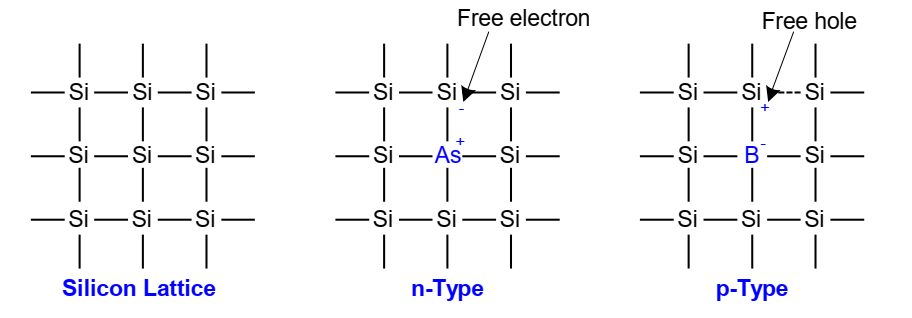 Free electron
Free hole
Si Si Si Si Si Si Si Si Si
-
+
+
-
Si Si Si Si As Si Si B Si
Si Si Si Si Si Si Si Si Si
Silicon Lattice n-Type p-Type